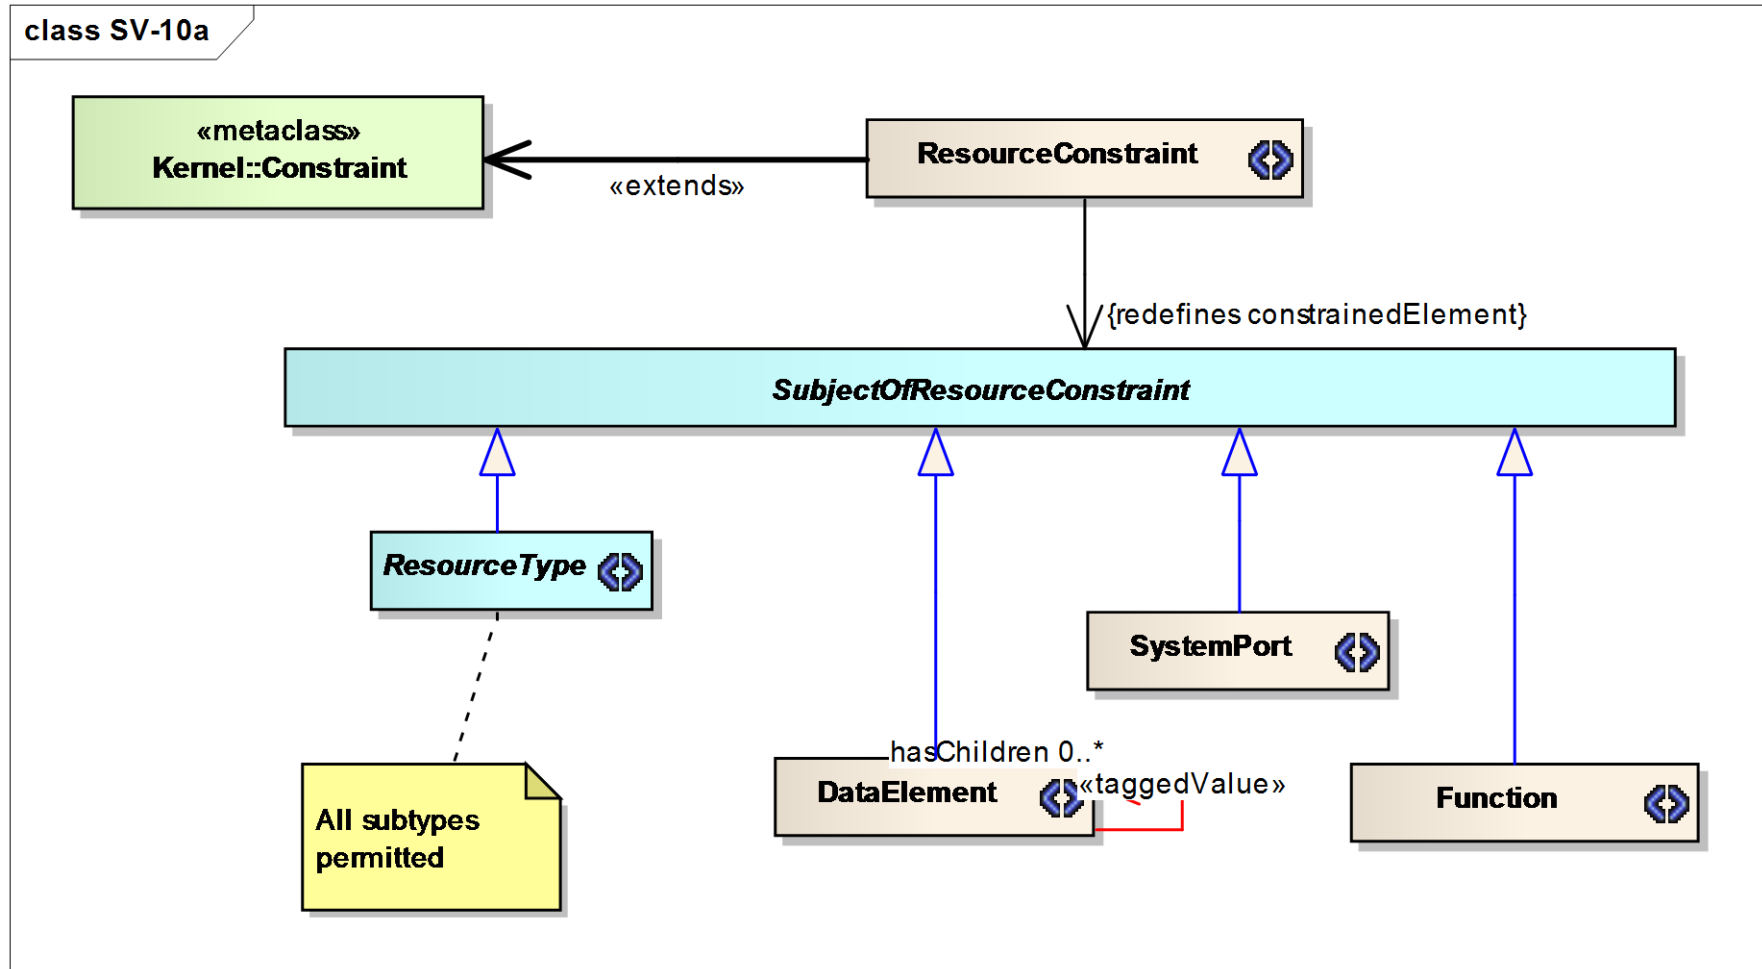 class SV-10a
«metaclass»
Kernel::Constraint
ResourceConstraint
«extends»
{redefines constrainedElement}
SubjectOfResourceConstraint
ResourceType
SystemPort
hasChildren 0..*
«taggedValue»
DataElement
Function
All subtypes
permitted